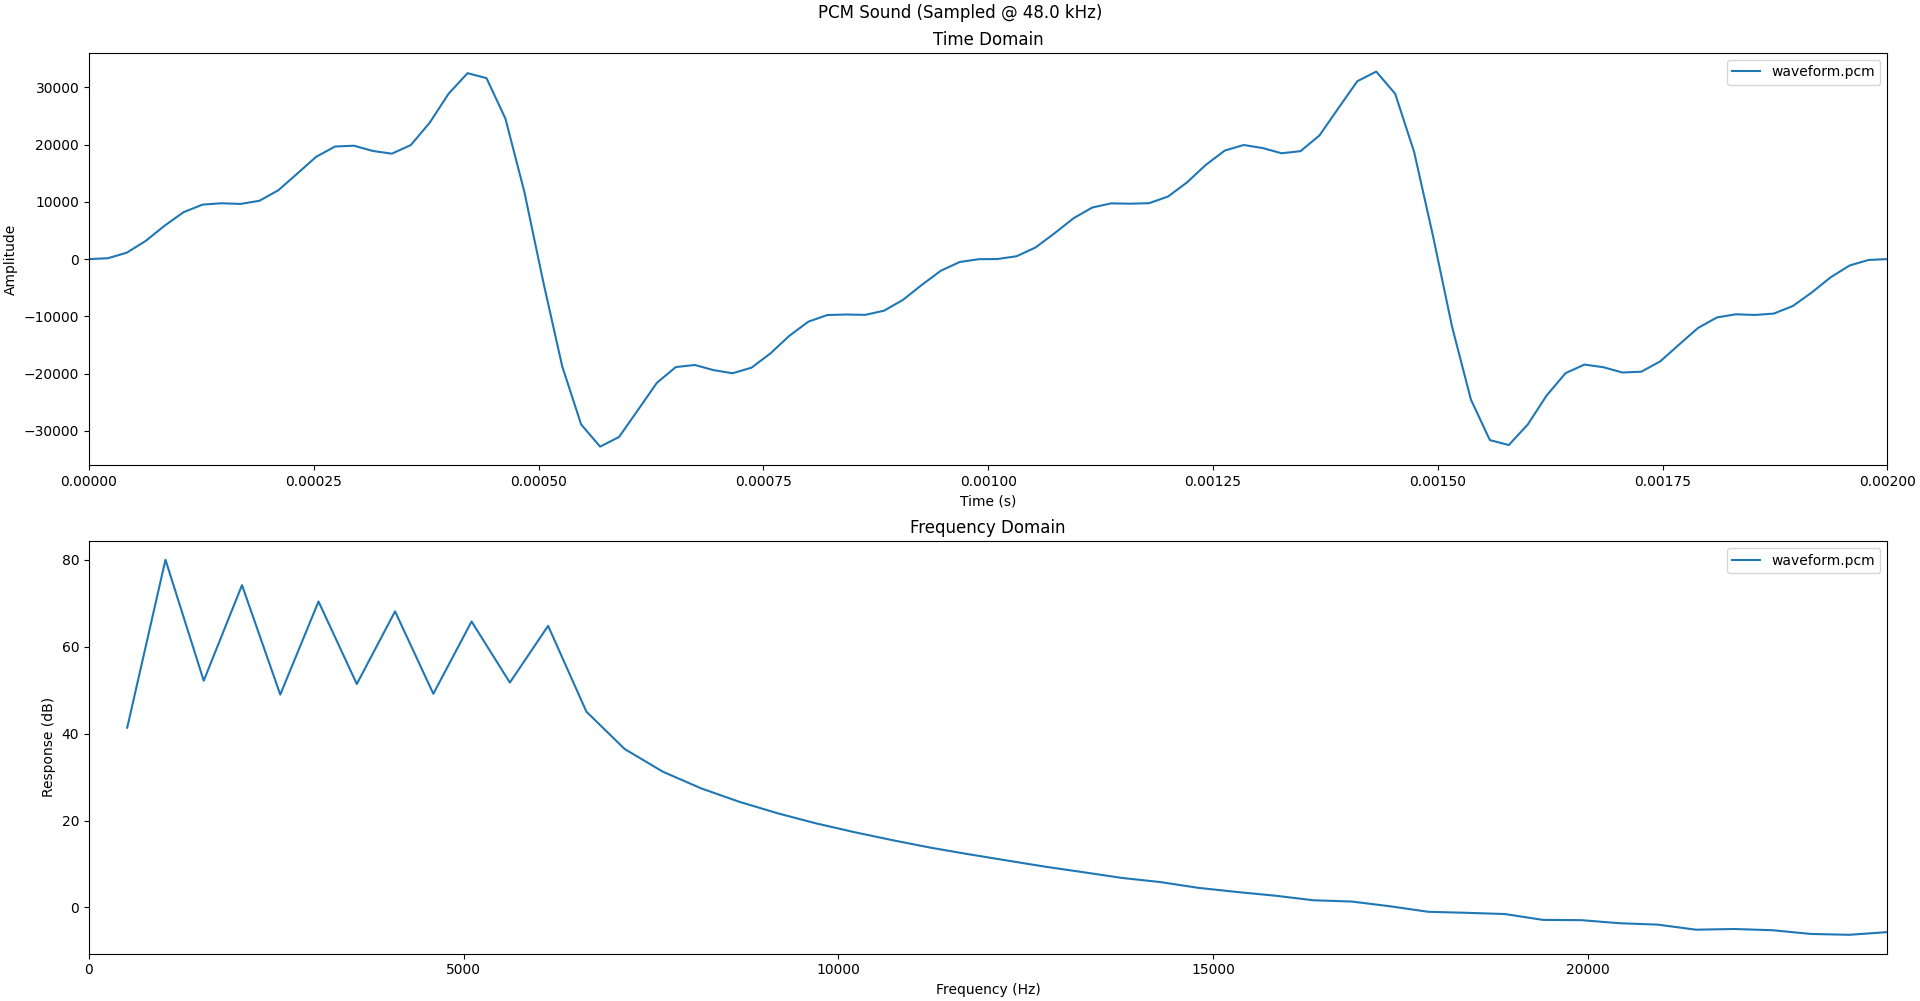 PCM Sound (Sampled @ 48.0 kHz)
Time Domain
waveform.pcm
30000
20000
10000
0
−10000
−20000
−30000
Amplitude
0.00000 0.00025 0.00050 0.00075 0.00100 0.00125 0.00150 0.00175 0.00200
Time (s)
Frequency Domain
waveform.pcm
80
60
40
20
0
Response (dB)
0 5000 10000 15000 20000
Frequency (Hz)